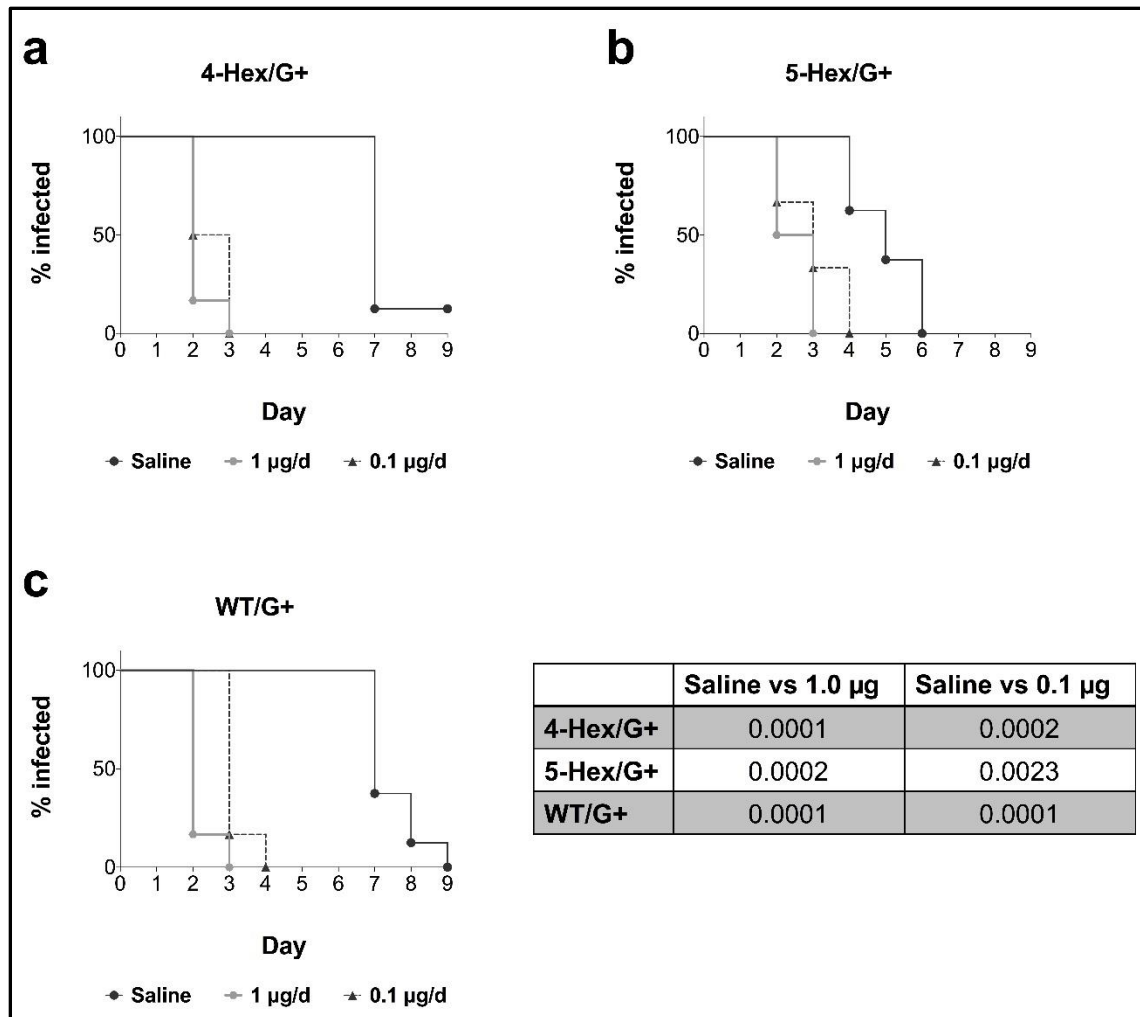 a
4-Hex/G+
% infected
100
50
0
0 1 2 3 4 5 6 7 8 9
Day
Saline 1 µg/d 0.1 µg/d
b
5-Hex/G+
% infected
100
50
0
0 1 2 3 4 5 6 7 8 9
Day
Saline 1 µg/d 0.1 µg/d
c
WT/G+
% infected
100
50
0
0 1 2 3 4 5 6 7 8 9
Day
Saline 1 µg/d 0.1 µg/d
Saline vs 1.0 µg Saline vs 0.1 µg
4-Hex/G+ 0.0001 0.0002
5-Hex/G+ 0.0002 0.0023
WT/G+ 0.0001 0.0001